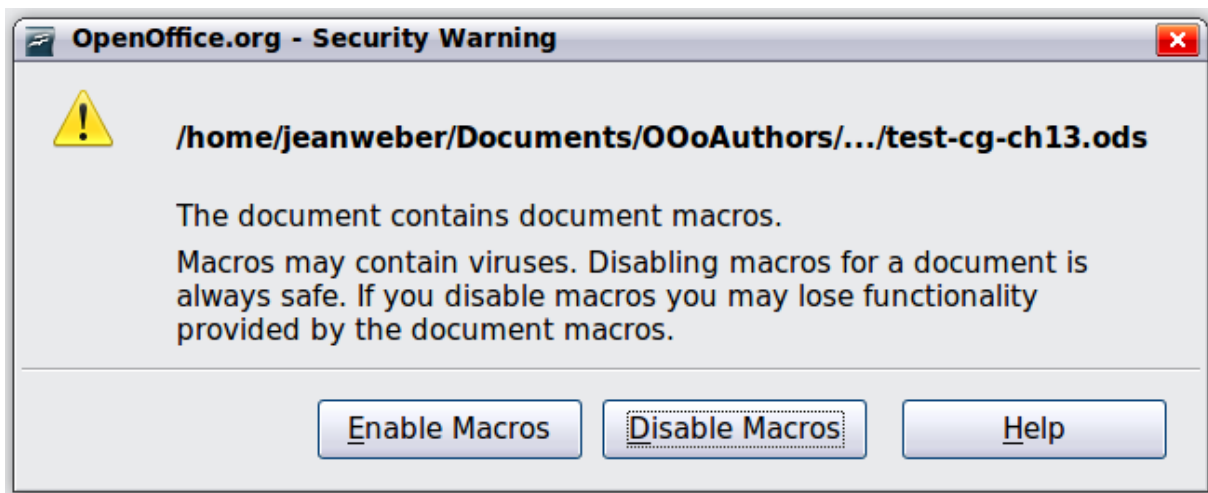 OpenOffice.org - Security Warning
/home/jeanweber/Documents/OOoAuthors/.../test-cg-ch13.ods
The document contains document macros.
Macros may contain viruses. Disabling macros for a document is
always safe. If you disable macros you may lose functionality
provided by the document macros.
Enable Macros Disable Macros Help